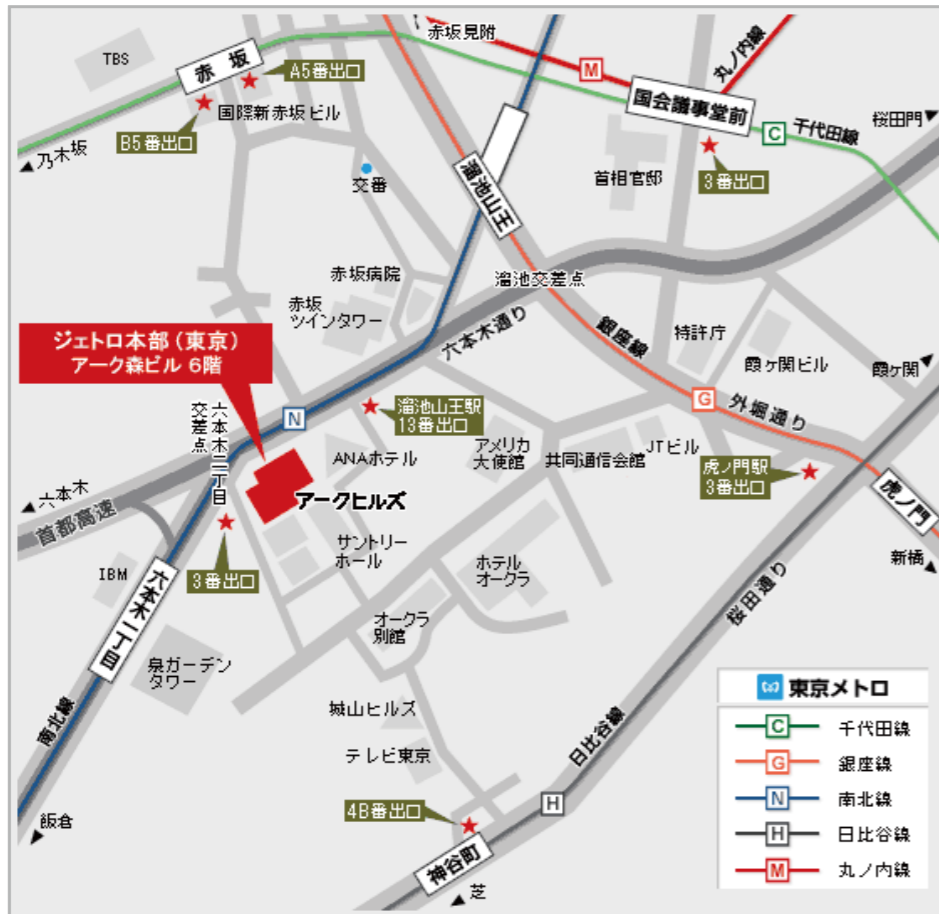 赤坂見附
丸ノ内線
TBS
赤坂
A5番出口
M
国会議事堂前
国際新赤坂ビル
B5番出口
C
千代田線
桜田門
乃木坂
交番
溜池山王
首相官邸
3番出口
赤坂病院
溜池交差点
赤坂
ツインタワー
六本木通り
銀座線
特許庁
ジェトロ本部(東京)
アーク森ビル 6階
霞ヶ関ビル
霞ヶ関
六本木二丁目
交差点
N
溜池山王駅
13番出口
G
外堀通り
ANAホテル
アメリカ
大使館
共同通信会館
JTビル
虎ノ門駅
3番出口
六本木
首都高速
アークヒルズ
虎ノ門
3番出口
サントリー
ホール
ホテル
オークラ
新橋
IBM
六本木一丁目
オークラ
別館
桜田通り
泉ガーデン
タワー
南北線
城山ヒルズ
日比谷線
テレビ東京
飯倉
4B番出口
H
神谷町
芝
東京メトロ
C 千代田線
G 銀座線
N 南北線
H 日比谷線
M 丸ノ内線